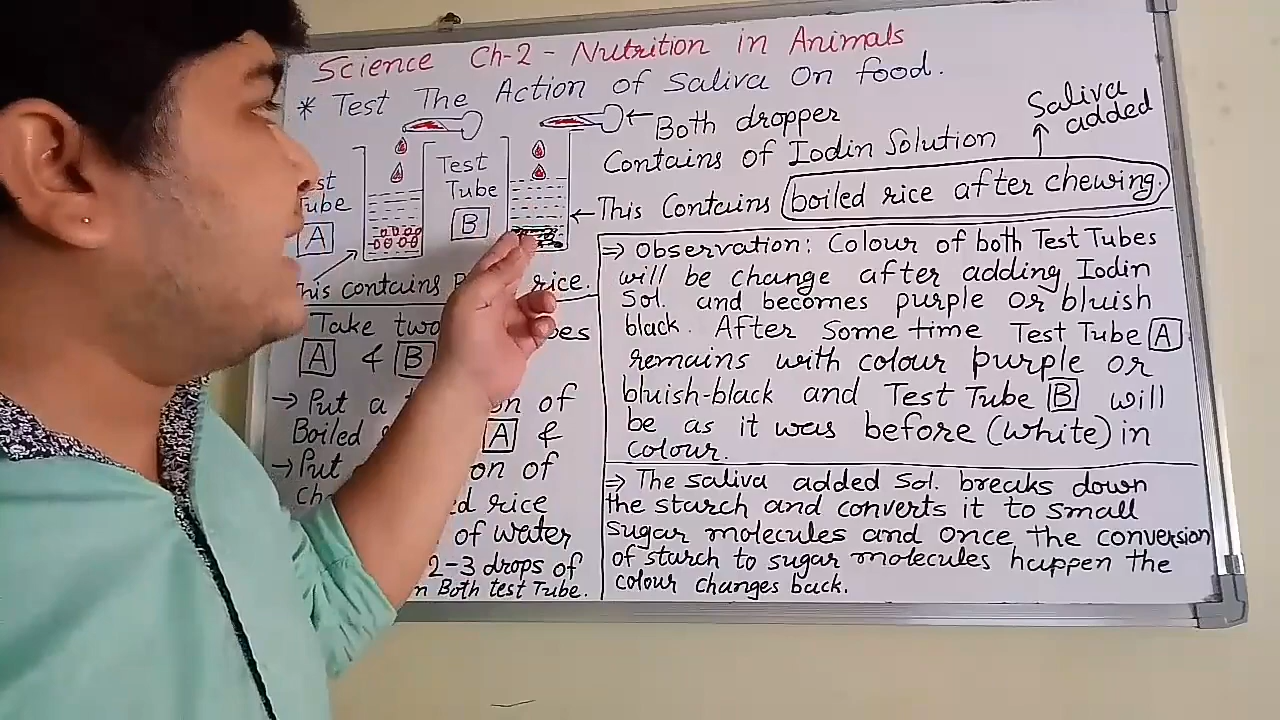 Science Ch-2 - Nutrition in Animals
* Test The Action of Saliva On food.
Saliva added
← Both dropper
Contains of Iodin Solution
Test Tube B
Tube A
← This Contains boiled rice after chewing.
This contains rice.
Take two
A & B
→ Put a of
Boiled A &
→ Put of
rice
of water
2-3 drops of
Both test Tube.
⇒ Observation: Colour of both Test Tubes
will be change after adding Iodin
Sol. and becomes purple or bluish
black. After Some time Test Tube A
remains with colour purple or
bluish-black and Test Tube B will
be as it was before (white) in
colour.
⇒ The saliva added Sol. breaks down
the starch and converts it to small
sugar molecules and once the conversion
of starch to sugar molecules happen the
colour changes back.